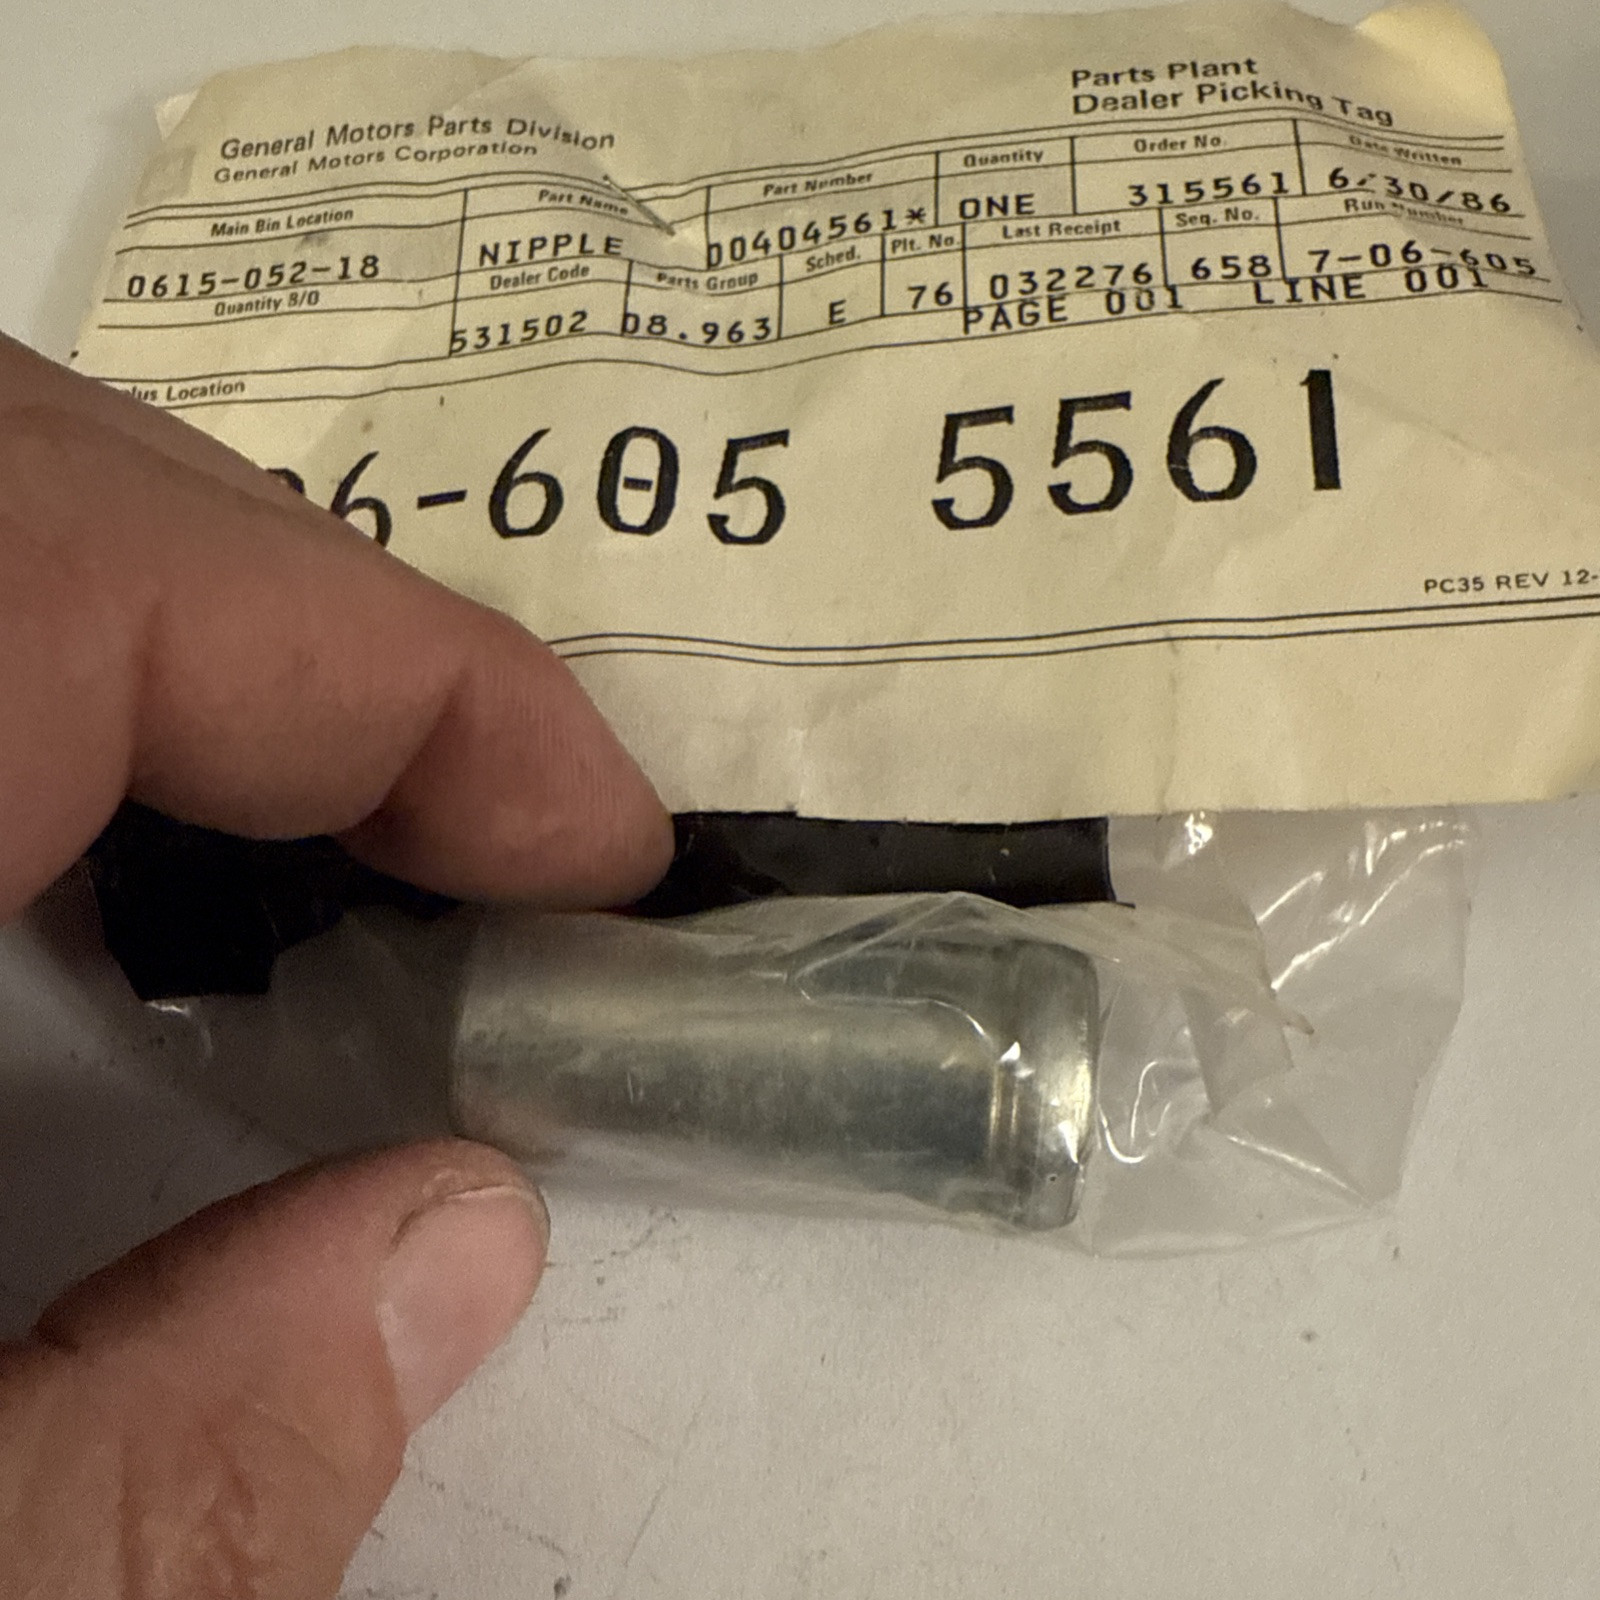 General Motors Parts Division
General Motors Corporation
Parts Plant
Dealer Picking Tag
Main Bin Location Part Name Part Number Quantity Order No. Date Written
0615-052-18 NIPPLE 00404561* ONE 315561 6/30/86
Quantity B/O Dealer Code Parts Group Sched. Plt. No. Last Receipt Seq. No. Run Number
531502 08.963 E 76 032276 658 7-06-605
PAGE 001 LINE 001
Location
6-605 5561
PC35 REV 12-